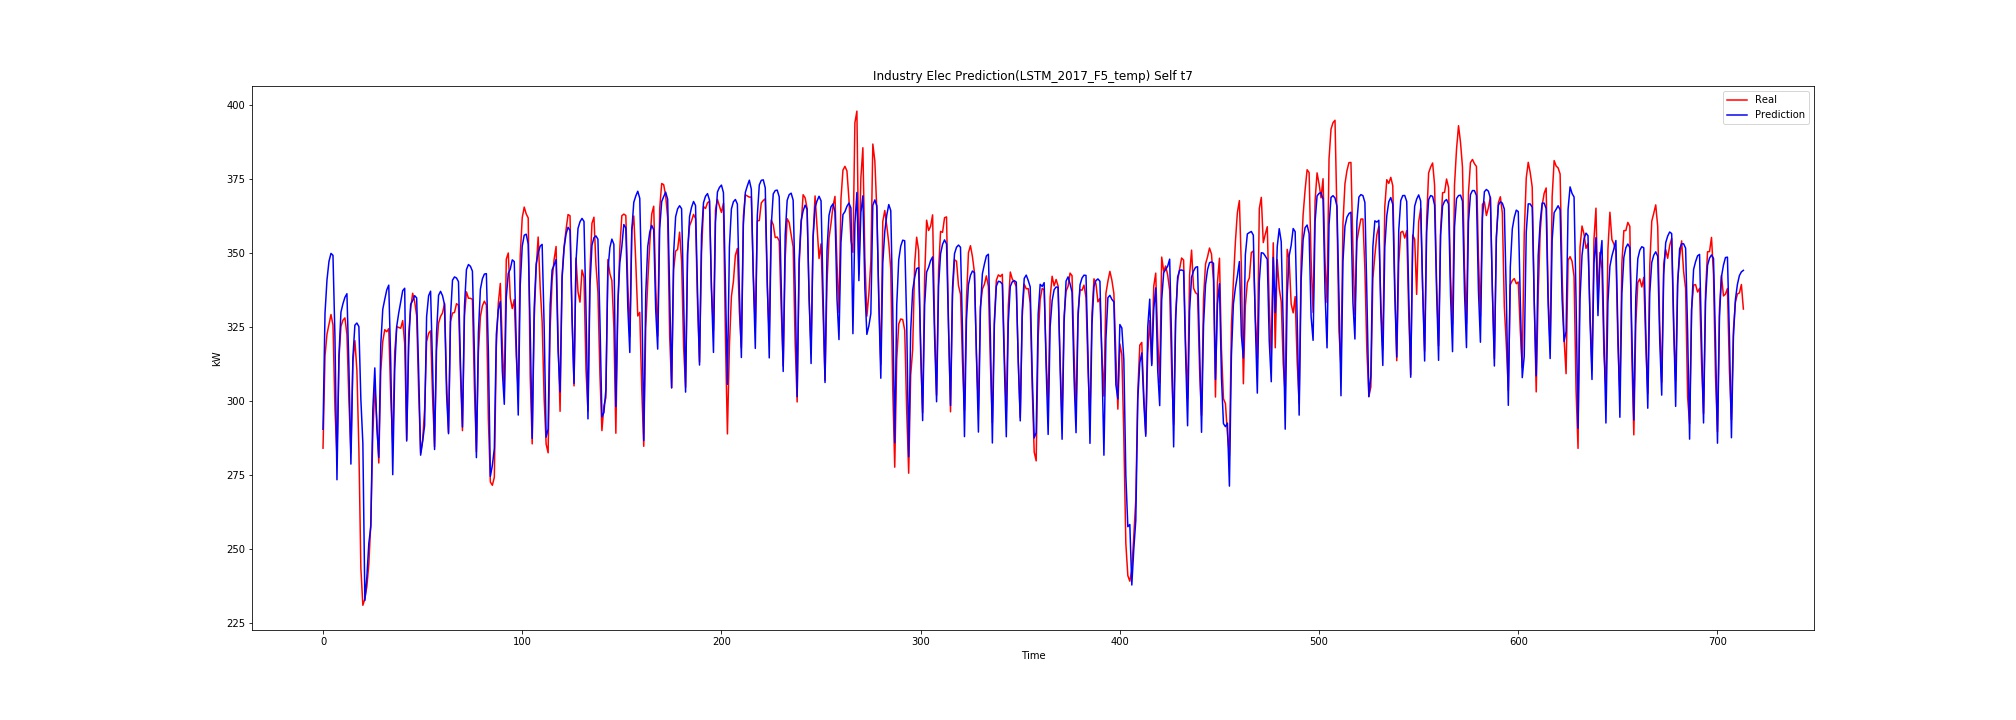 Industry Elec Prediction(LSTM_2017_F5_temp) Self t7
Real
Prediction
400
375
350
325
300
275
250
225
kW
0 100 200 300 400 500 600 700
Time